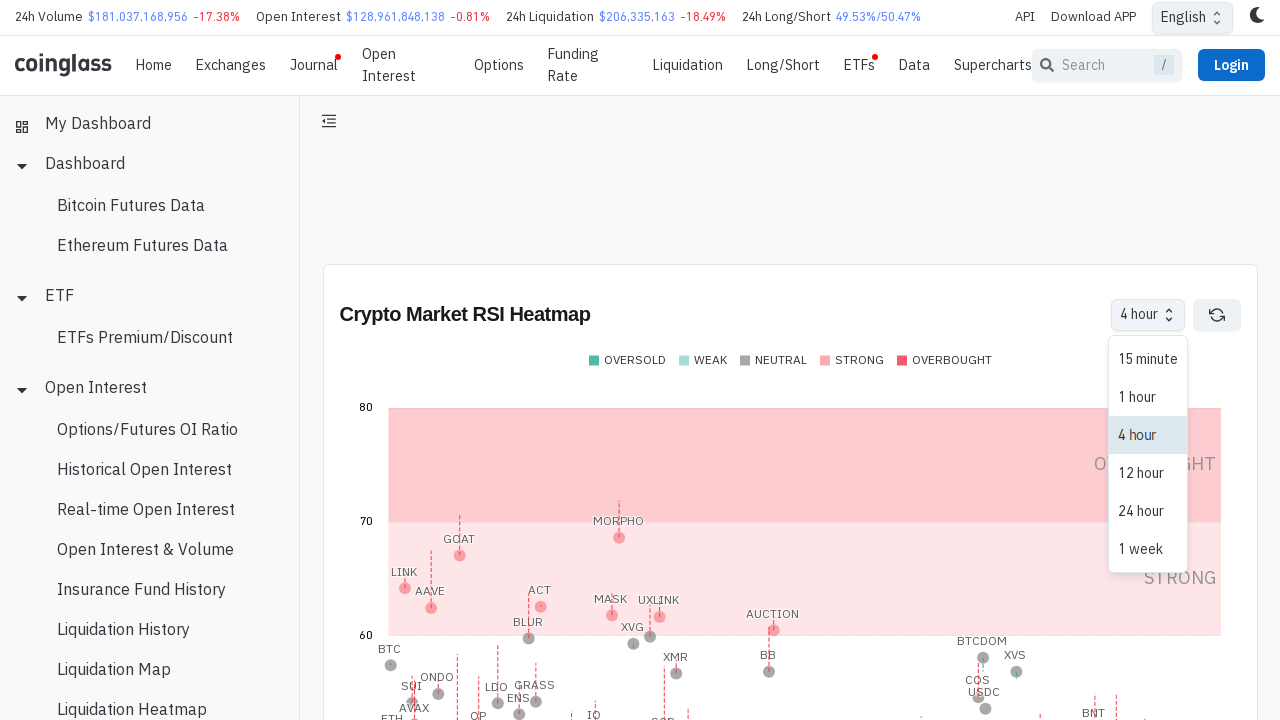 24h Volume $181,037,168,956 -17.38% Open Interest $128,961,848,138 -0.81% 24h Liquidation $206,335,163 -18.49% 24h Long/Short 49.53%/50.47% API Download APP English
coinglass Home Exchanges Journal Open Interest Options Funding Rate Liquidation Long/Short ETFs Data Supercharts Search / Login
My Dashboard
Dashboard
Bitcoin Futures Data
Ethereum Futures Data
ETF
ETFs Premium/Discount
Open Interest
Options/Futures OI Ratio
Historical Open Interest
Real-time Open Interest
Open Interest & Volume
Insurance Fund History
Liquidation History
Liquidation Map
Liquidation Heatmap
Crypto Market RSI Heatmap 4 hour
15 minute
1 hour
4 hour
12 hour
24 hour
1 week
OVERSOLD WEAK NEUTRAL STRONG OVERBOUGHT
80
70
60
STRONG
MORPHO
GOAT
LINK
AAVE
ACT
MASK
UXLINK
BLUR
XVG
AUCTION
BTC
XMR
BB
BTCDOM
XVS
SUI
ONDO
LDO
GRASS
ENS
COS
USDC
AVAX
ETH
OP
IO
BNT